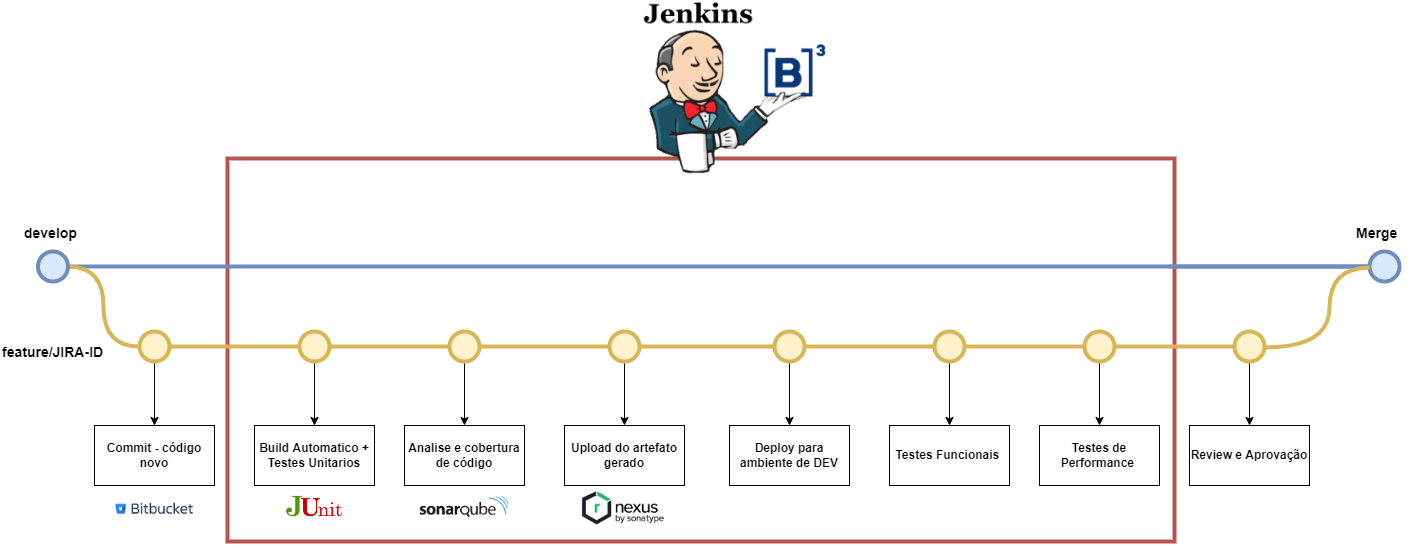 Jenkins
[B]³
develop
Merge
feature/JIRA-ID
Commit - código
novo
Build Automatico +
Testes Unitarios
Analise e cobertura
de código
Upload do artefato
gerado
Deploy para
ambiente de DEV
Testes Funcionais
Testes de
Performance
Review e Aprovação
Bitbucket
JUnit
sonarqube
r
nexus
by sonatype